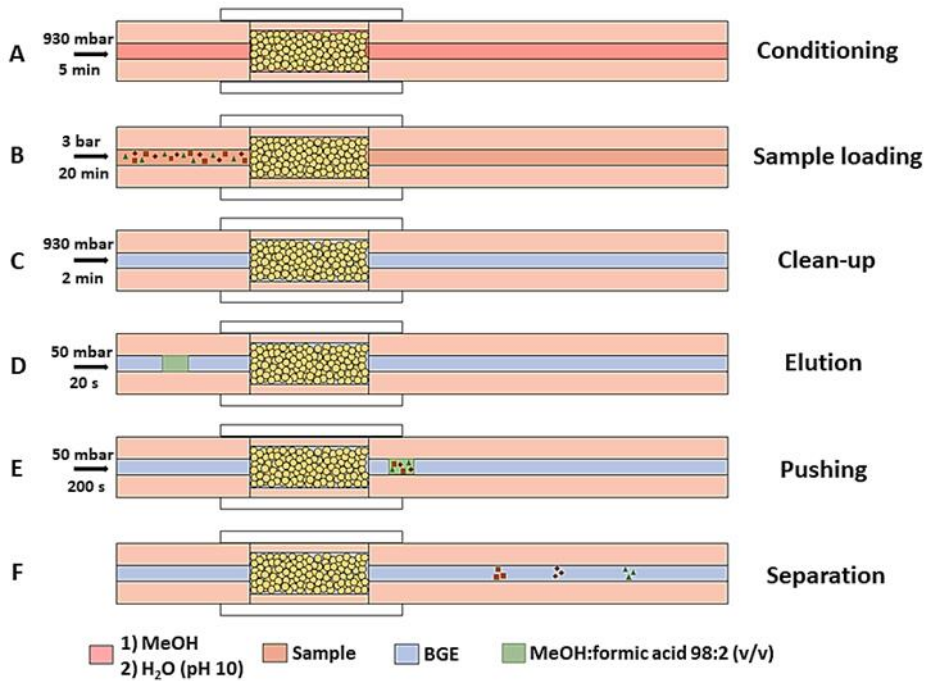 A
930 mbar
5 min
Conditioning
B
3 bar
20 min
Sample loading
C
930 mbar
2 min
Clean-up
D
50 mbar
20 s
Elution
E
50 mbar
200 s
Pushing
F
Separation
1) MeOH
2) H₂O (pH 10)
Sample
BGE
MeOH:formic acid 98:2 (v/v)